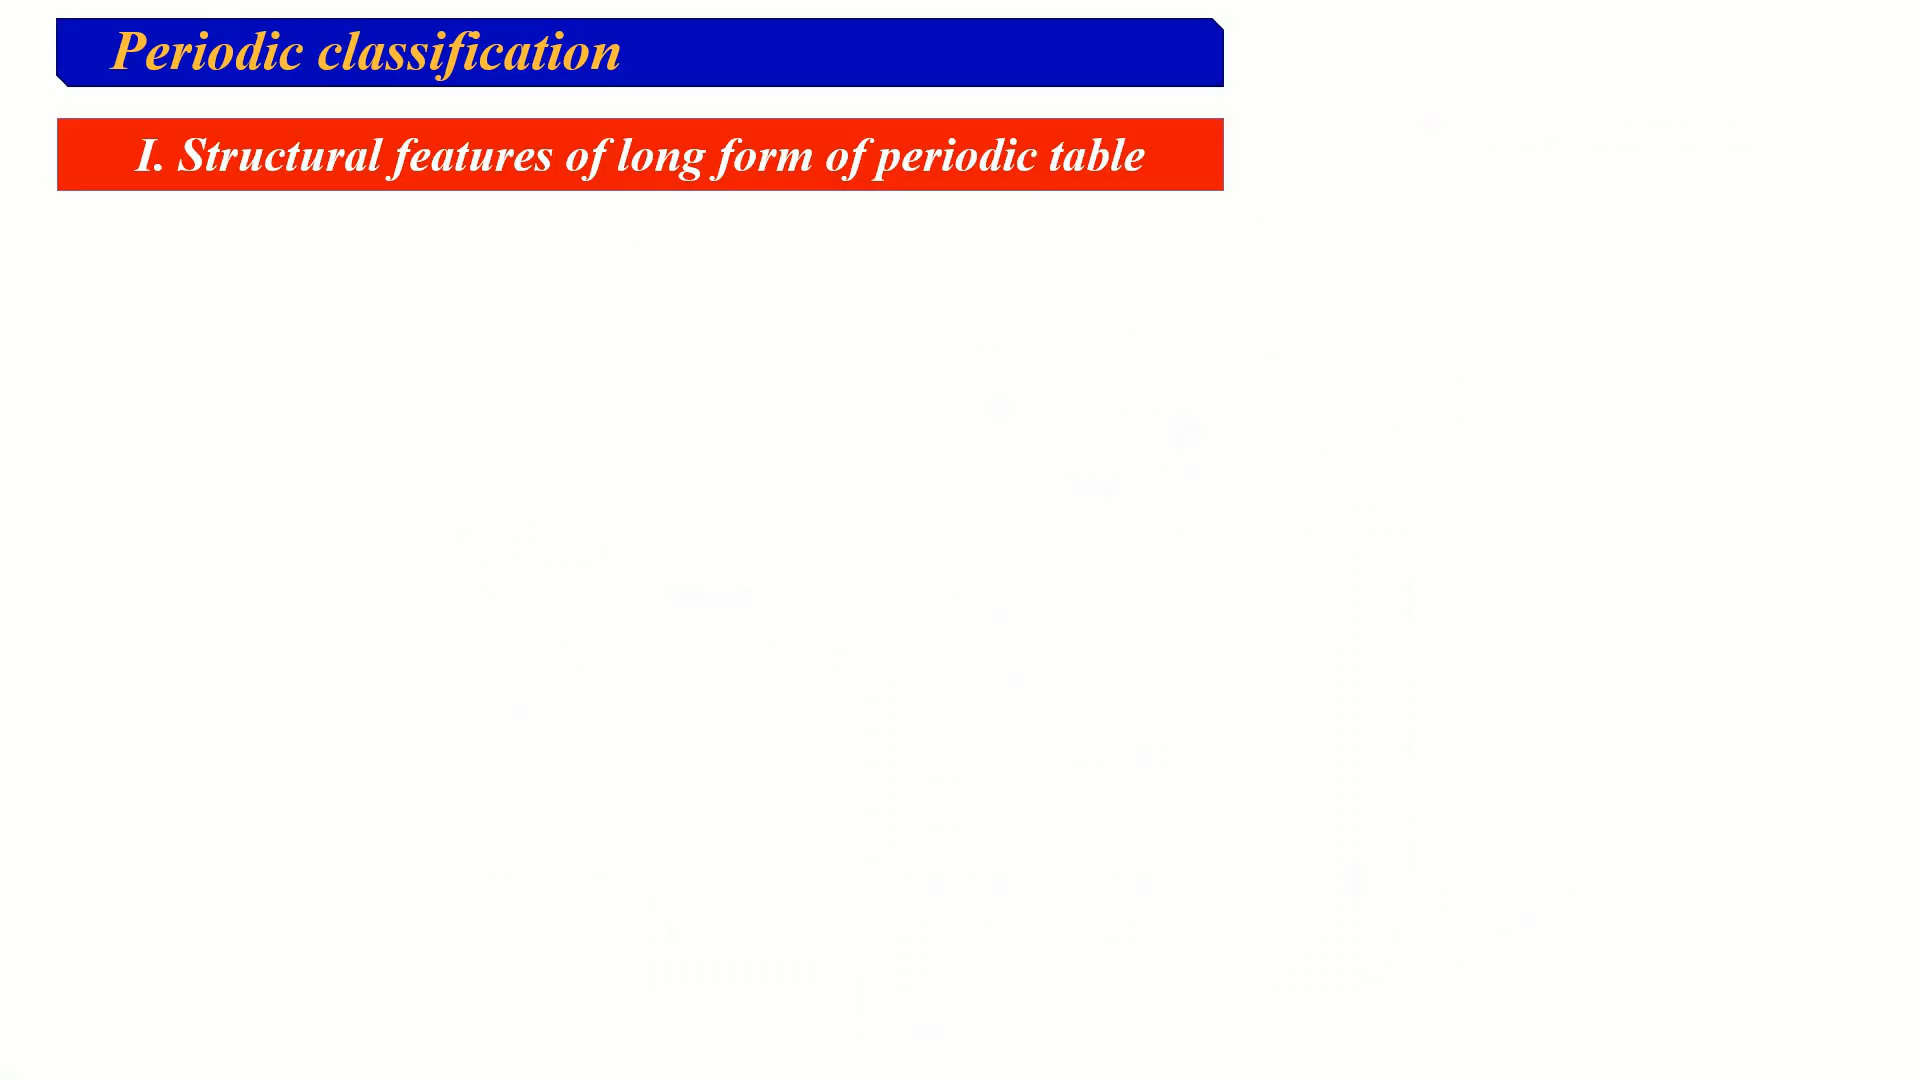 Periodic classification
I. Structural features of long form of periodic table